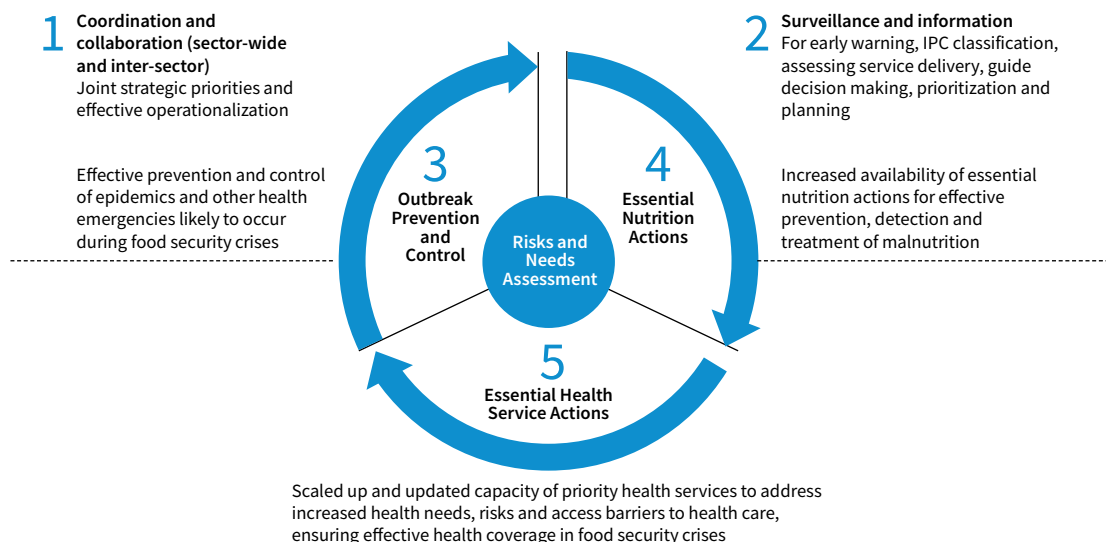 1
Coordination and
collaboration (sector-wide
and inter-sector)
Joint strategic priorities and
effective operationalization
2
Surveillance and information
For early warning, IPC classification,
assessing service delivery, guide
decision making, prioritization and
planning
Effective prevention and control
of epidemics and other health
emergencies likely to occur
during food security crises
3
Outbreak
Prevention
and
Control
Risks and
Needs
Assessment
4
Essential
Nutrition
Actions
Increased availability of essential
nutrition actions for effective
prevention, detection and
treatment of malnutrition
5
Essential Health
Service Actions
Scaled up and updated capacity of priority health services to address
increased health needs, risks and access barriers to health care,
ensuring effective health coverage in food security crises